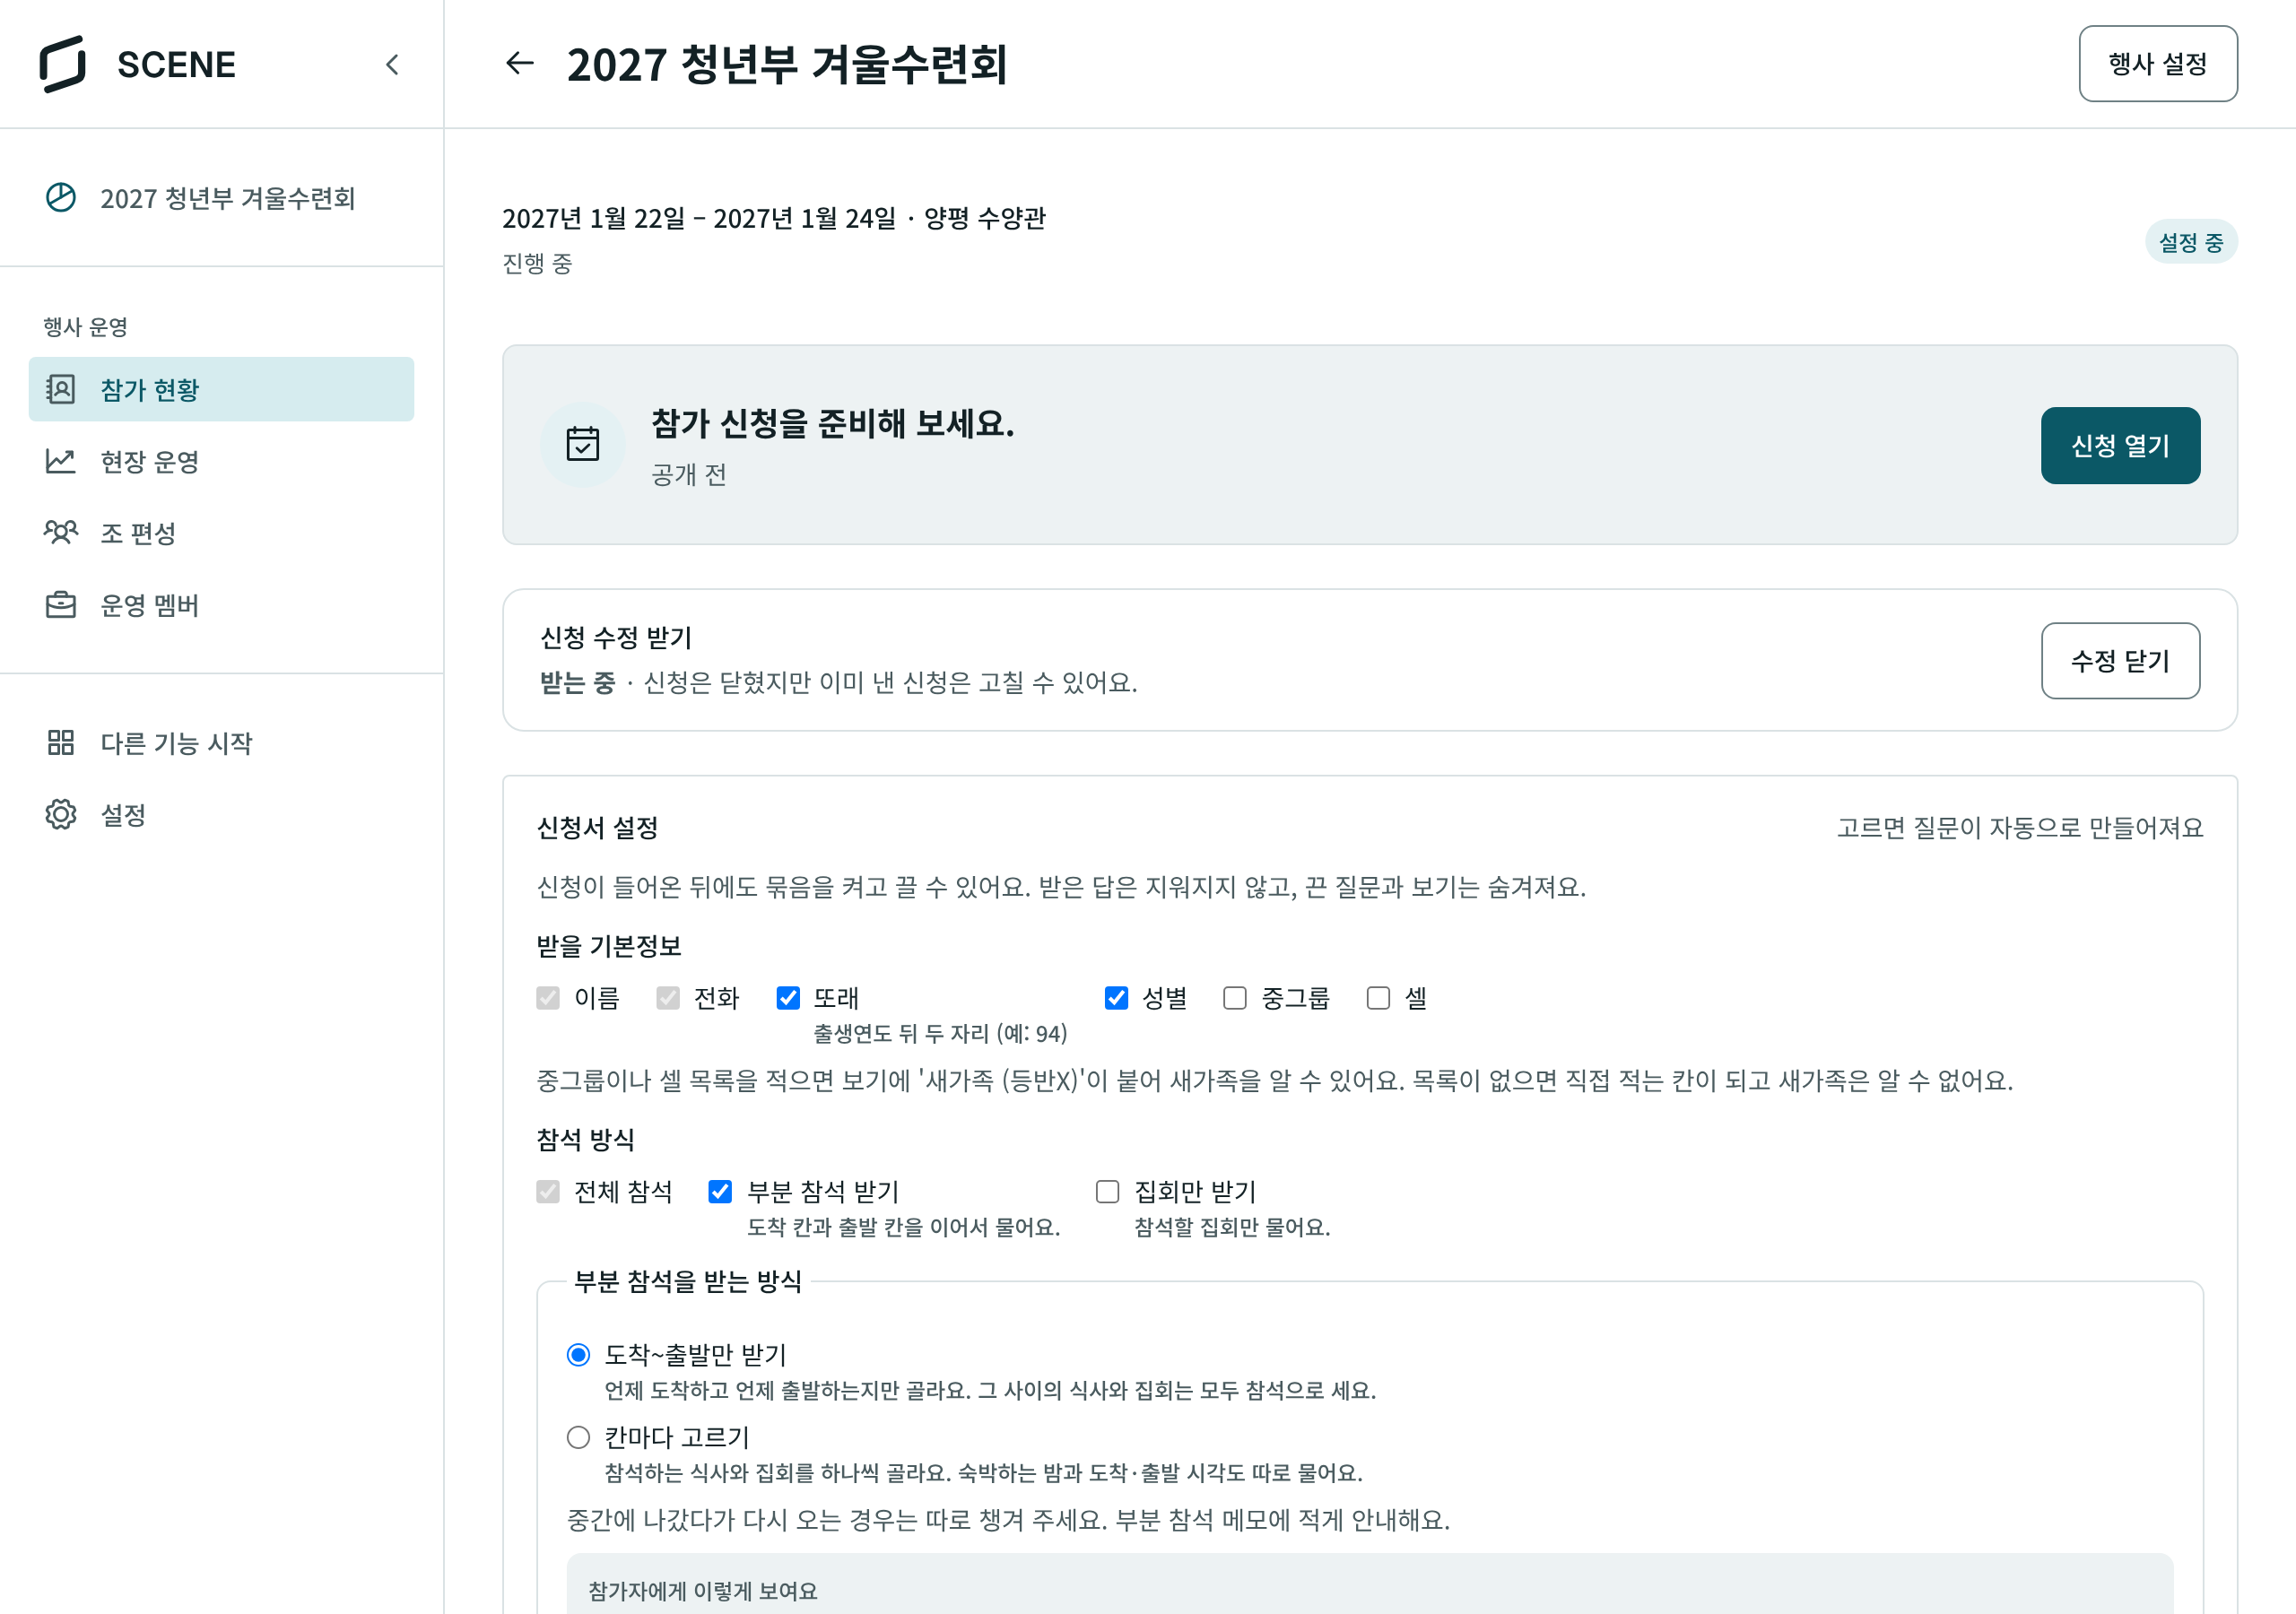 SCENE
2027 청년부 겨울수련회
행사 설정
2027 청년부 겨울수련회
행사 운영
참가 현황
현장 운영
조 편성
운영 멤버
다른 기능 시작
설정
2027년 1월 22일 – 2027년 1월 24일 · 양평 수양관
진행 중
설정 중
참가 신청을 준비해 보세요.
공개 전
신청 열기
신청 수정 받기
받는 중 · 신청은 닫혔지만 이미 낸 신청은 고칠 수 있어요.
수정 닫기
신청서 설정
고르면 질문이 자동으로 만들어져요
신청이 들어온 뒤에도 묶음을 켜고 끌 수 있어요. 받은 답은 지워지지 않고, 끈 질문과 보기는 숨겨져요.
받을 기본정보
이름 전화 또래 성별 중그룹 셀
출생연도 뒤 두 자리 (예: 94)
중그룹이나 셀 목록을 적으면 보기에 '새가족 (등반X)'이 붙어 새가족을 알 수 있어요. 목록이 없으면 직접 적는 칸이 되고 새가족은 알 수 없어요.
참석 방식
전체 참석 부분 참석 받기 집회만 받기
도착 칸과 출발 칸을 이어서 물어요. 참석할 집회만 물어요.
부분 참석을 받는 방식
도착~출발만 받기
언제 도착하고 언제 출발하는지만 골라요. 그 사이의 식사와 집회는 모두 참석으로 세요.
칸마다 고르기
참석하는 식사와 집회를 하나씩 골라요. 숙박하는 밤과 도착·출발 시각도 따로 물어요.
중간에 나갔다가 다시 오는 경우는 따로 챙겨 주세요. 부분 참석 메모에 적게 안내해요.
참가자에게 이렇게 보여요